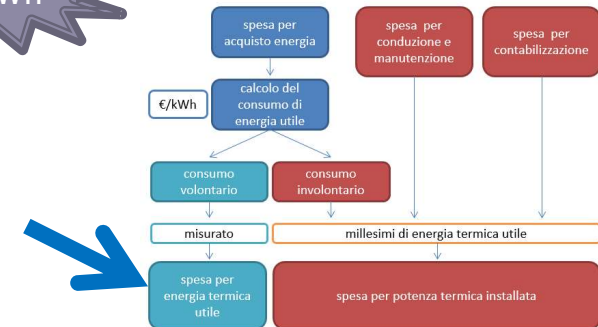 spesa per
acquisto energia
spesa per
conduzione e
manutenzione
spesa per
contabilizzazione
€/kWh
calcolo del
consumo di
energia utile
consumo
volontario
consumo
involontario
misurato
millesimi di energia termica utile
spesa per
energia termica
utile
spesa per potenza termica installata